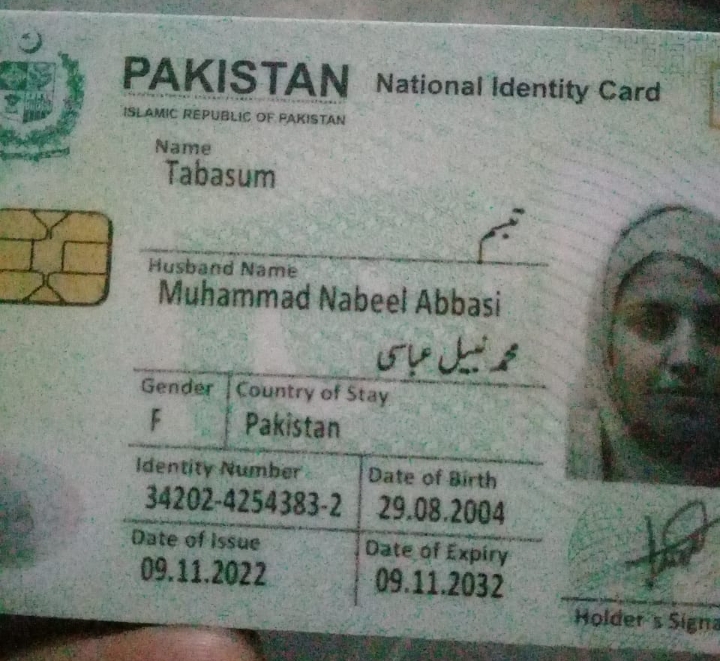 PAKISTAN National Identity Card
ISLAMIC REPUBLIC OF PAKISTAN
Name
Tabasum
تبسم
Husband Name
Muhammad Nabeel Abbasi
محمد نبیل عباسی
Gender Country of Stay
F Pakistan
Identity Number Date of Birth
34202-4254383-2 29.08.2004
Date of Issue Date of Expiry
09.11.2022 09.11.2032
Holder's Signa